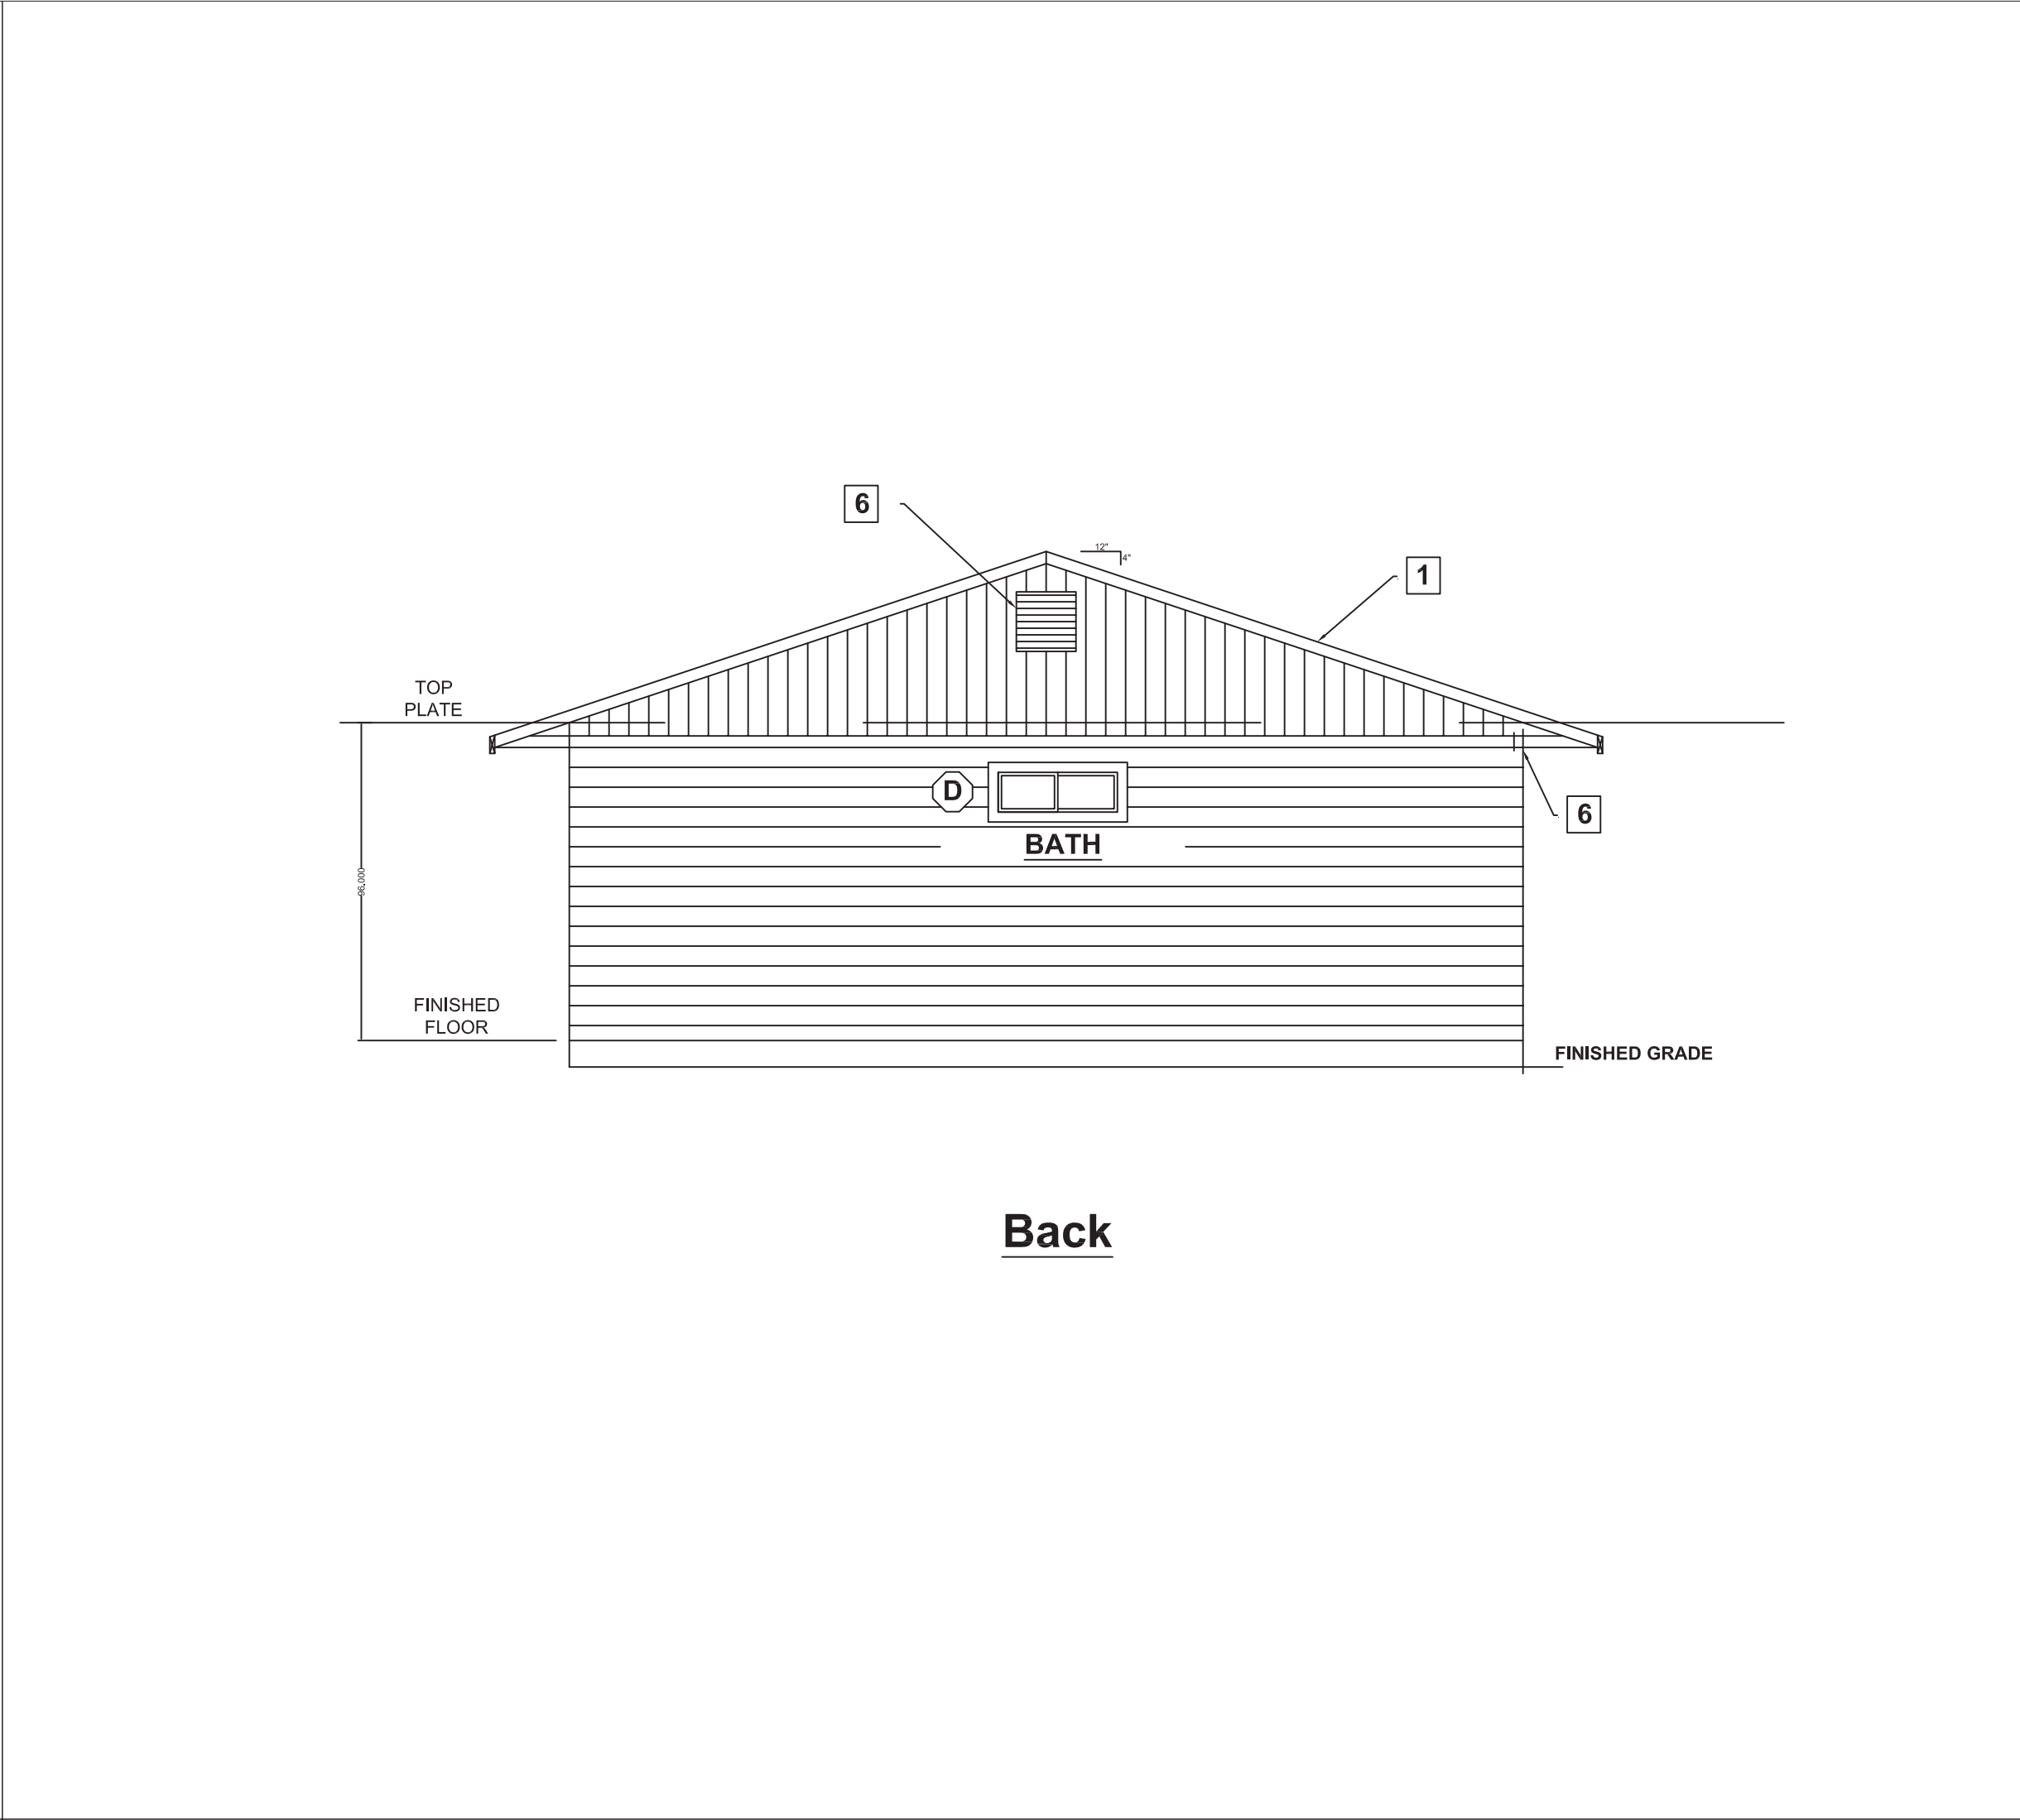 6
12"
4"
1
TOP
PLATE
D
6
BATH
96.000
FINISHED
FLOOR
FINISHED GRADE
Back